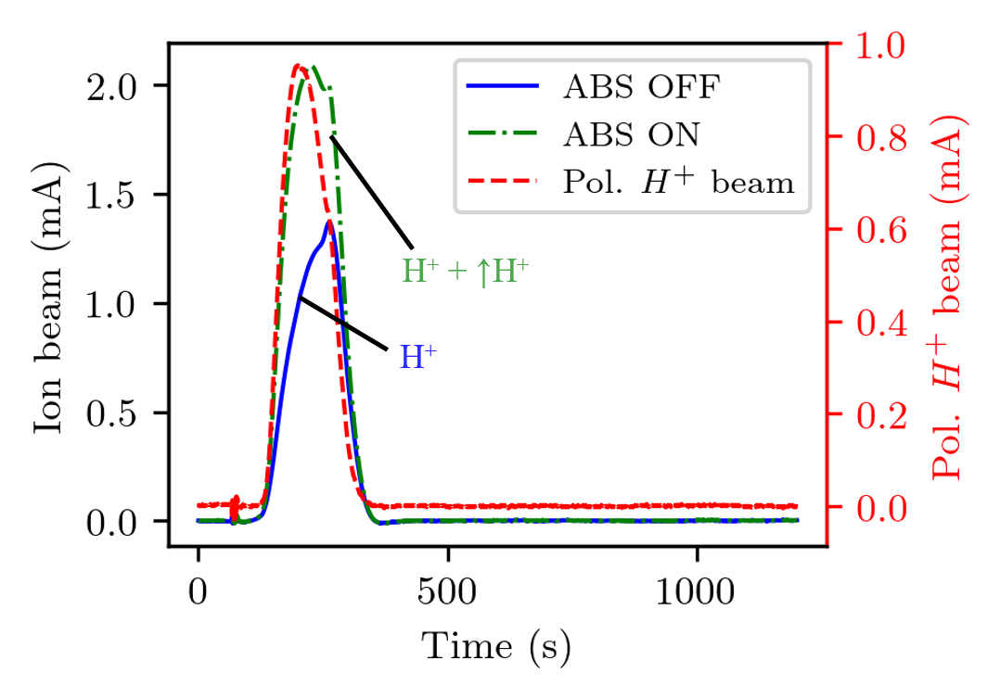 2.0
1.5
1.0
0.5
0.0
Ion beam (mA)
1.0
0.8
0.6
0.4
0.2
0.0
Pol. H⁺ beam (mA)
ABS OFF
ABS ON
Pol. H⁺ beam
H⁺ + ↑H⁺
H⁺
0 500 1000
Time (s)